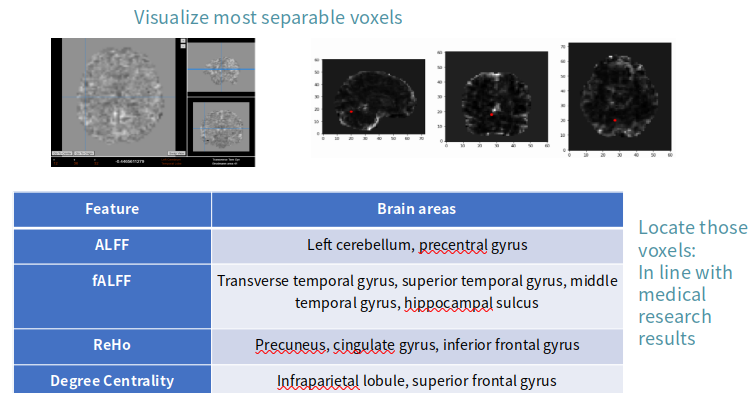 Visualize most separable voxels
-0.4465671279
Feature
Brain areas
ALFF
Left cerebellum, precentral gyrus
fALFF
Transverse temporal gyrus, superior temporal gyrus, middle
temporal gyrus, hippocampal sulcus
ReHo
Precuneus, cingulate gyrus, inferior frontal gyrus
Degree Centrality
Infraparietal lobule, superior frontal gyrus
Locate those
voxels:
In line with
medical
research
results